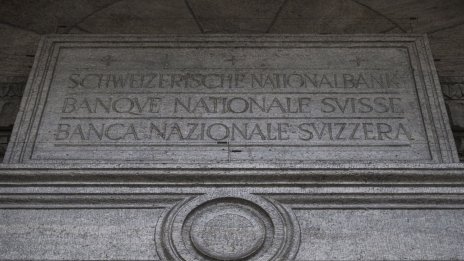 SCHWEIZERISCHE NATIONALBANK
BANQVE NATIONALE SVISSE
BANCA NAZIONALE SVIZZERA